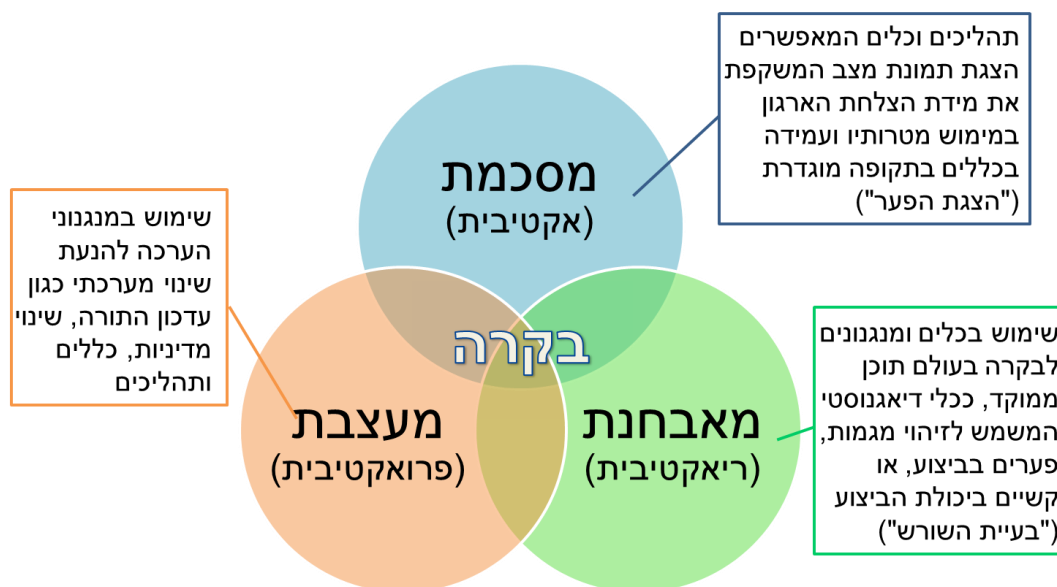 תהליכים וכלים המאפשרים
הצגת תמונת מצב המשקפת
את מידת הצלחת הארגון
במימוש מטרותיו ועמידה
בכללים בתקופה מוגדרת
("הצגת הפער")
מסכמת
(אקטיבית)
שימוש במנגנוני
הערכה להנעת
שינוי מערכתי כגון
עדכון התורה, שינוי
מדיניות, כללים
ותהליכים
בקרה
שימוש בכלים ומנגנונים
לבקרה בעולם תוכן
ממוקד, ככלי דיאגנוסטי
המשמש לזיהוי מגמות,
פערים בביצוע, או
קשיים ביכולת הביצוע
("בעיית השורש")
מאבחנת
(ריאקטיבית)
מעצבת
(פרואקטיבית)